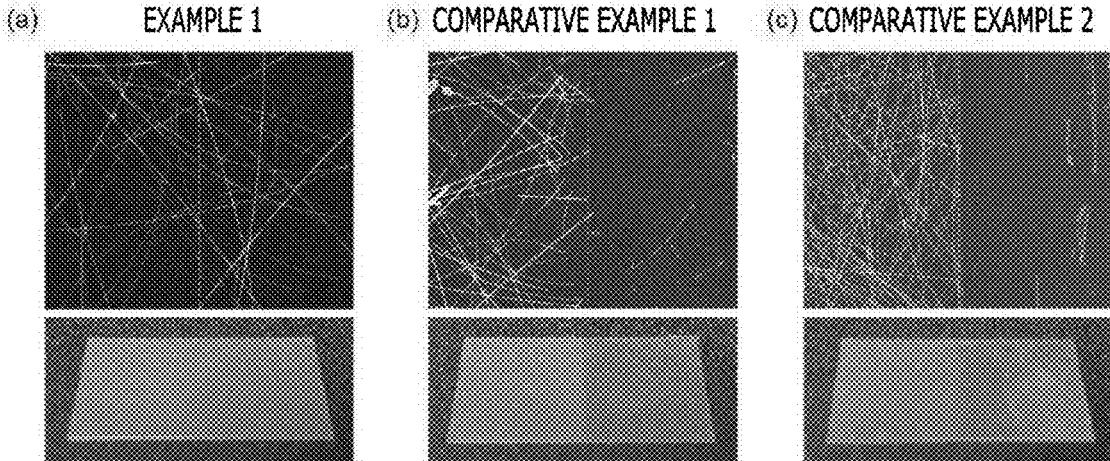 (a) EXAMPLE 1
(b) COMPARATIVE EXAMPLE 1
(c) COMPARATIVE EXAMPLE 2